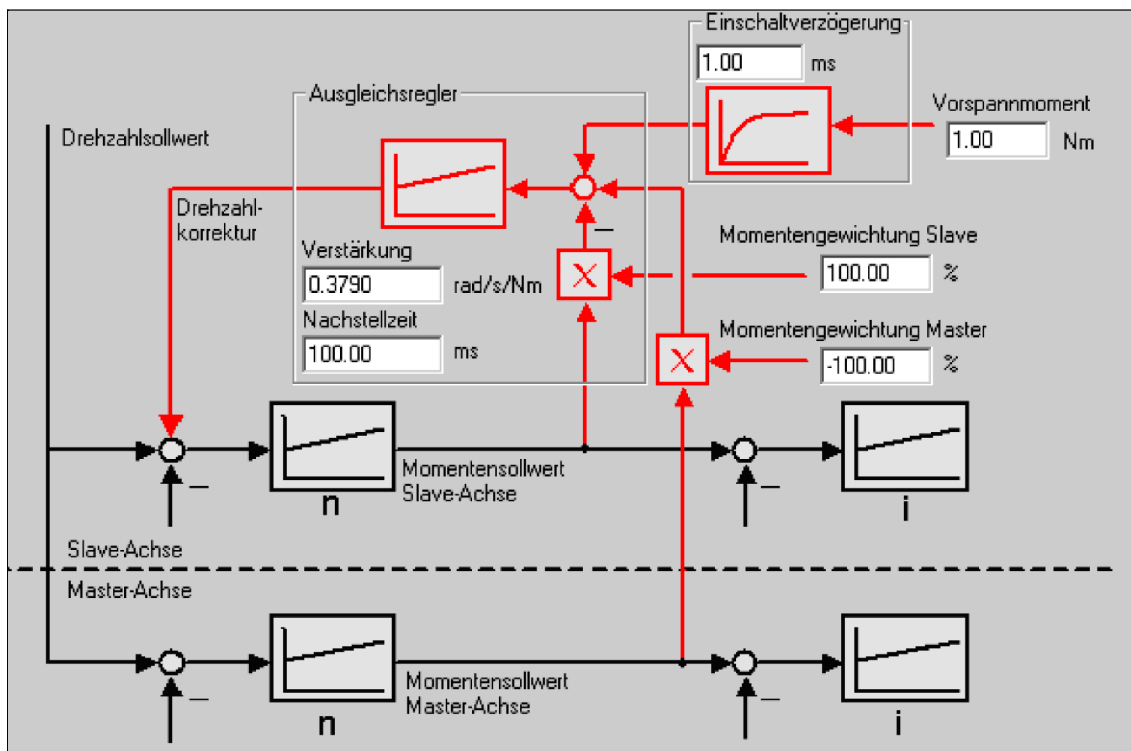 Einschaltverzögerung
1.00 ms
Ausgleichsregler
Vorspannmoment
1.00 Nm
Drehzahlsollwert
Drehzahl-
korrektur
Verstärkung
0.3790 rad/s/Nm
Nachstellzeit
100.00 ms
Momentengewichtung Slave
100.00 %
Momentengewichtung Master
-100.00 %
X
X
n
Momentensollwert
Slave-Achse
i
Slave-Achse
Master-Achse
n
Momentensollwert
Master-Achse
i